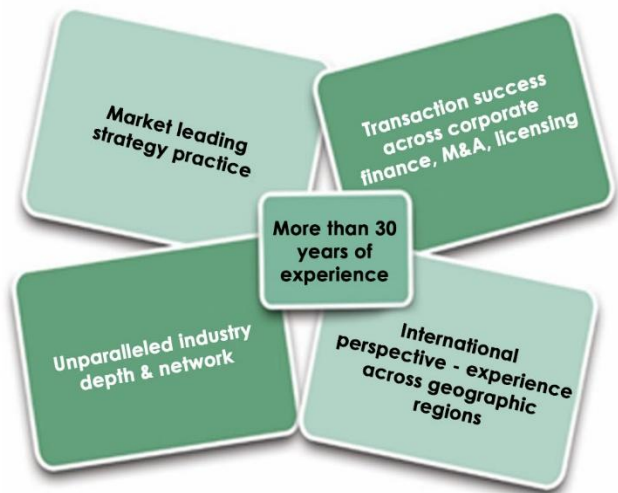 Market leading
strategy practice
Transaction success
across corporate
finance, M&A, licensing
More than 30
years of
experience
Unparalleled industry
depth & network
International
perspective - experience
across geographic
regions